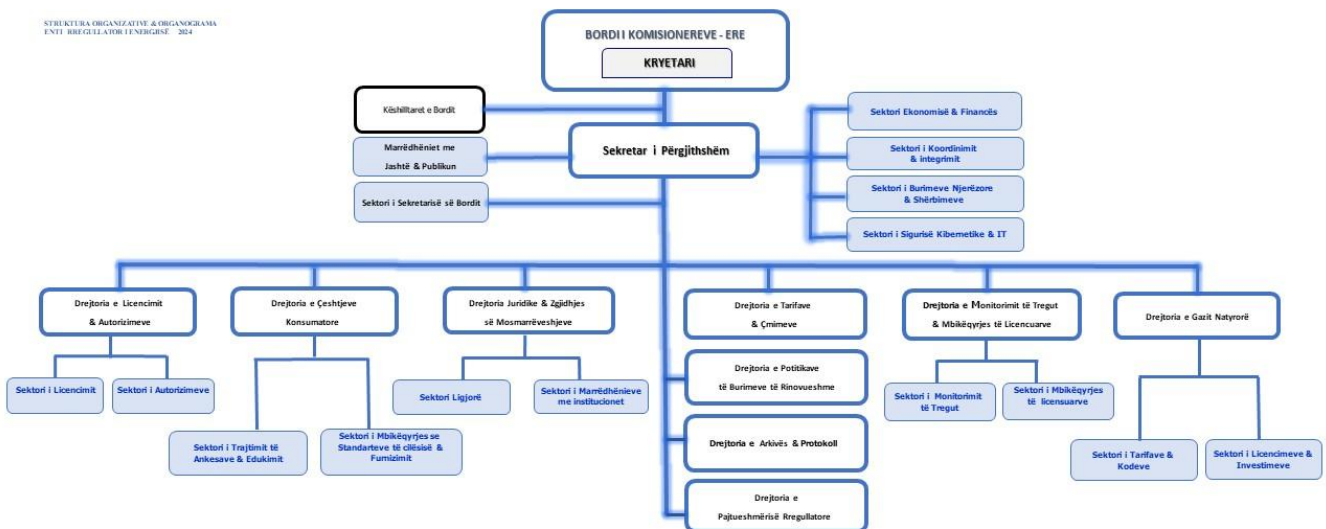 STRUKTURA ORGANIZATIVE & ORGANOGRAMA
ENTI RREGULLATOR I ENERGJISË 2024
BORDI I KOMISIONEREVE - ERE
KRYETARI
Këshilltaret e Bordit
Marrëdhëniet me
Jashtë & Publikun
Sektori i Sekretarisë së Bordit
Sekretar i Përgjithshëm
Sektori Ekonomisë & Financës
Sektori i Koordinimit
& integrimit
Sektori i Burimeve Njerëzore
& Shërbimeve
Sektori i Sigurisë Kibernetike & IT
Drejtoria e Licencimit
& Autorizimeve
Drejtoria e Çeshtjeve
Konsumatore
Drejtoria Juridike & Zgjidhjes
së Mosmarrëveshjeve
Drejtoria e Tarifave
& Çmimeve
Drejtoria e Monitorimit të Tregut
& Mbikëqyrjes të Licencuarve
Drejtoria e Gazit Natyrorë
Sektori i Licencimit
Sektori i Autorizimeve
Sektori i Trajtimit të
Ankesave & Edukimit
Sektori i Mbikëqyrjes se
Standarteve të cilësisë &
Furnizimit
Sektori Ligjorë
Sektori i Marrëdhënieve
me institucionet
Drejtoria e Potitikave
të Burimeve të Rinovueshme
Drejtoria e Arkivës & Protokoll
Drejtoria e
Pajtueshmërisë Rregullatore
Sektori i Monitorimit
të Tregut
Sektori i Mbikëqyrjes
të licensuarve
Sektori i Tarifave &
Kodeve
Sektori i Licencimeve &
Investimeve